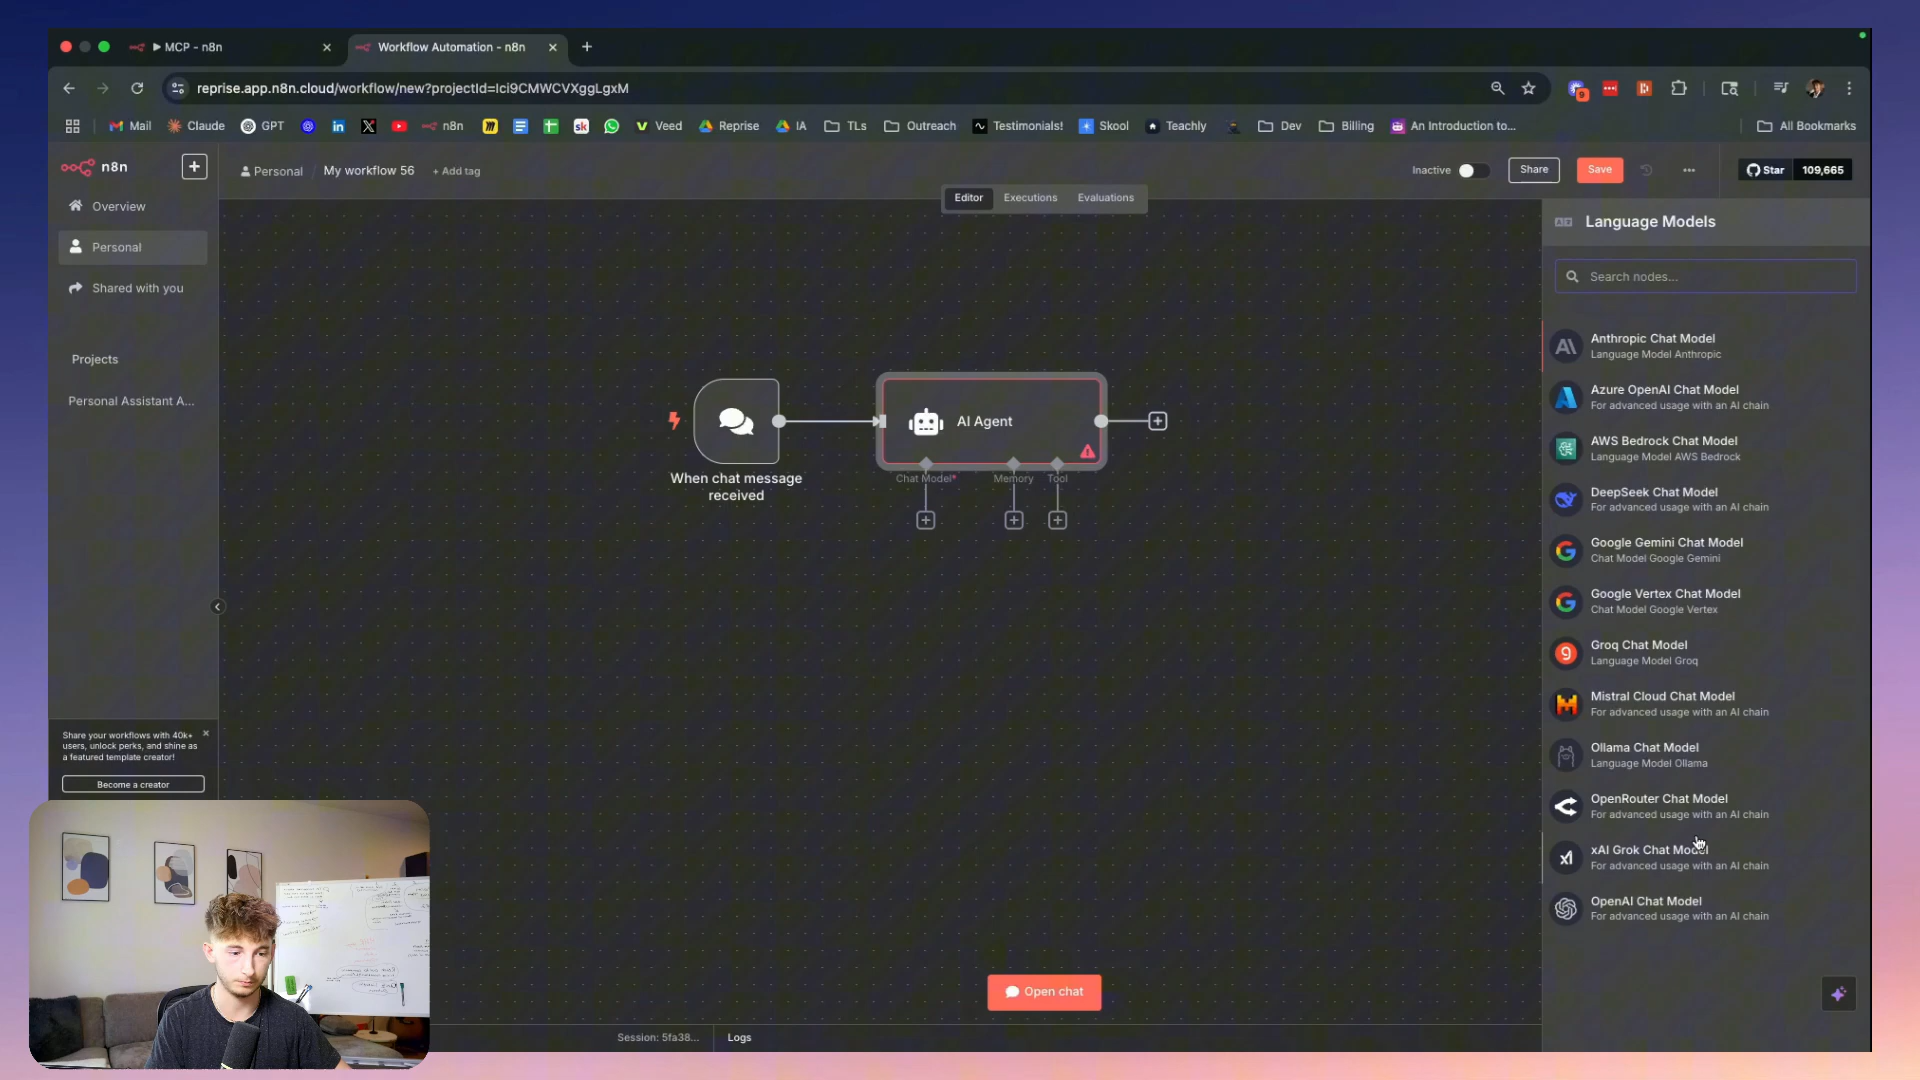 MCP - n8n
Workflow Automation - n8n
reprise.app.n8n.cloud/workflow/new?projectId=Ici9CMWCVXggLgxM
9
Mail
Claude
GPT
n8n
sk
Veed
Reprise
IA
TLs
Outreach
Testimonials!
Skool
Teachly
Dev
Billing
An Introduction to...
All Bookmarks
n8n
Personal / My workflow 56 + Add tag
Inactive
Share
Save
Star 109,665
Overview
Personal
Shared with you
Projects
Personal Assistant A...
Editor
Executions
Evaluations
When chat message
received
AI Agent
Chat Model*
Memory
Tool
Language Models
Search nodes...
Anthropic Chat Model
Language Model Anthropic
Azure OpenAI Chat Model
For advanced usage with an AI chain
AWS Bedrock Chat Model
Language Model AWS Bedrock
DeepSeek Chat Model
For advanced usage with an AI chain
Google Gemini Chat Model
Chat Model Google Gemini
Google Vertex Chat Model
Chat Model Google Vertex
Groq Chat Model
Language Model Groq
Mistral Cloud Chat Model
For advanced usage with an AI chain
Ollama Chat Model
Language Model Ollama
OpenRouter Chat Model
For advanced usage with an AI chain
xAI Grok Chat Model
For advanced usage with an AI chain
OpenAI Chat Model
For advanced usage with an AI chain
Share your workflows with 40k+
users, unlock perks, and shine as
a featured template creator!
Become a creator
Open chat
Session: 5fa38...
Logs